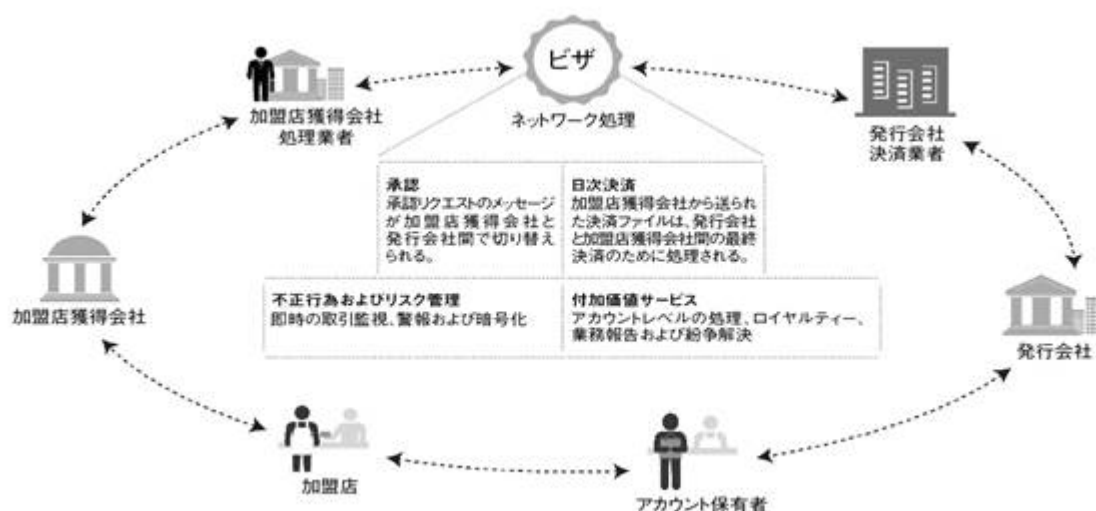 ビザ
ネットワーク処理
加盟店獲得会社
処理業者
発行会社
決済業者
承認
承認リクエストのメッセージ
が加盟店獲得会社と
発行会社間で切り替え
られる。
日次決済
加盟店獲得会社から送られ
た決済ファイルは、発行会社
と加盟店獲得会社間の最終
決済のために処理される。
不正行為およびリスク管理
即時の取引監視、警報および暗号化
付加価値サービス
アカウントレベルの処理、ロイヤルティー、
業務報告および紛争解決
加盟店獲得会社
発行会社
加盟店
アカウント保有者